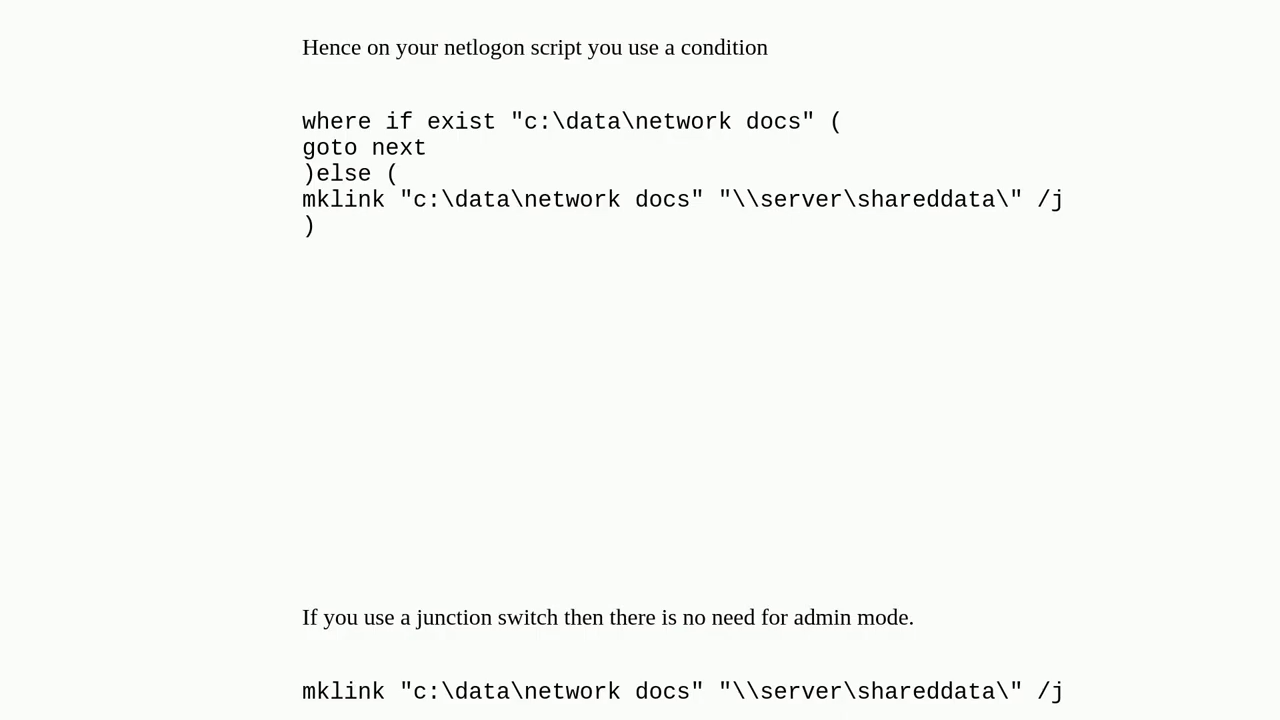 Hence on your netlogon script you use a condition
where if exist "c:\data\network docs" (
goto next
)else (
mklink "c:\data\network docs" "\\server\shareddata\" /j
)
If you use a junction switch then there is no need for admin mode.
mklink "c:\data\network docs" "\\server\shareddata\" /j